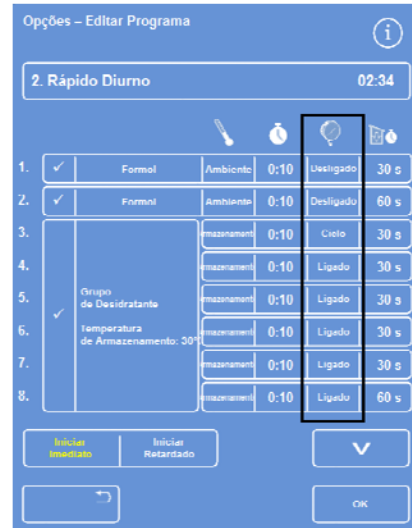 Opções – Editar Programa
i
2. Rápido Diurno 02:34
1. ✓ Formol Ambiente 0:10 Desligado 30 s
2. ✓ Formol Ambiente 0:10 Desligado 60 s
3. 0:10 Ciclo 30 s
4. 0:10 Ligado 30 s
5. 0:10 Ligado 30 s
6. 0:10 Ligado 30 s
7. 0:10 Ligado 30 s
8. 0:10 Ligado 60 s
✓ Grupo
de Desidratante
Temperatura
de Armazenamento: 30°
Iniciar
Imediato
Iniciar
Retardado
OK